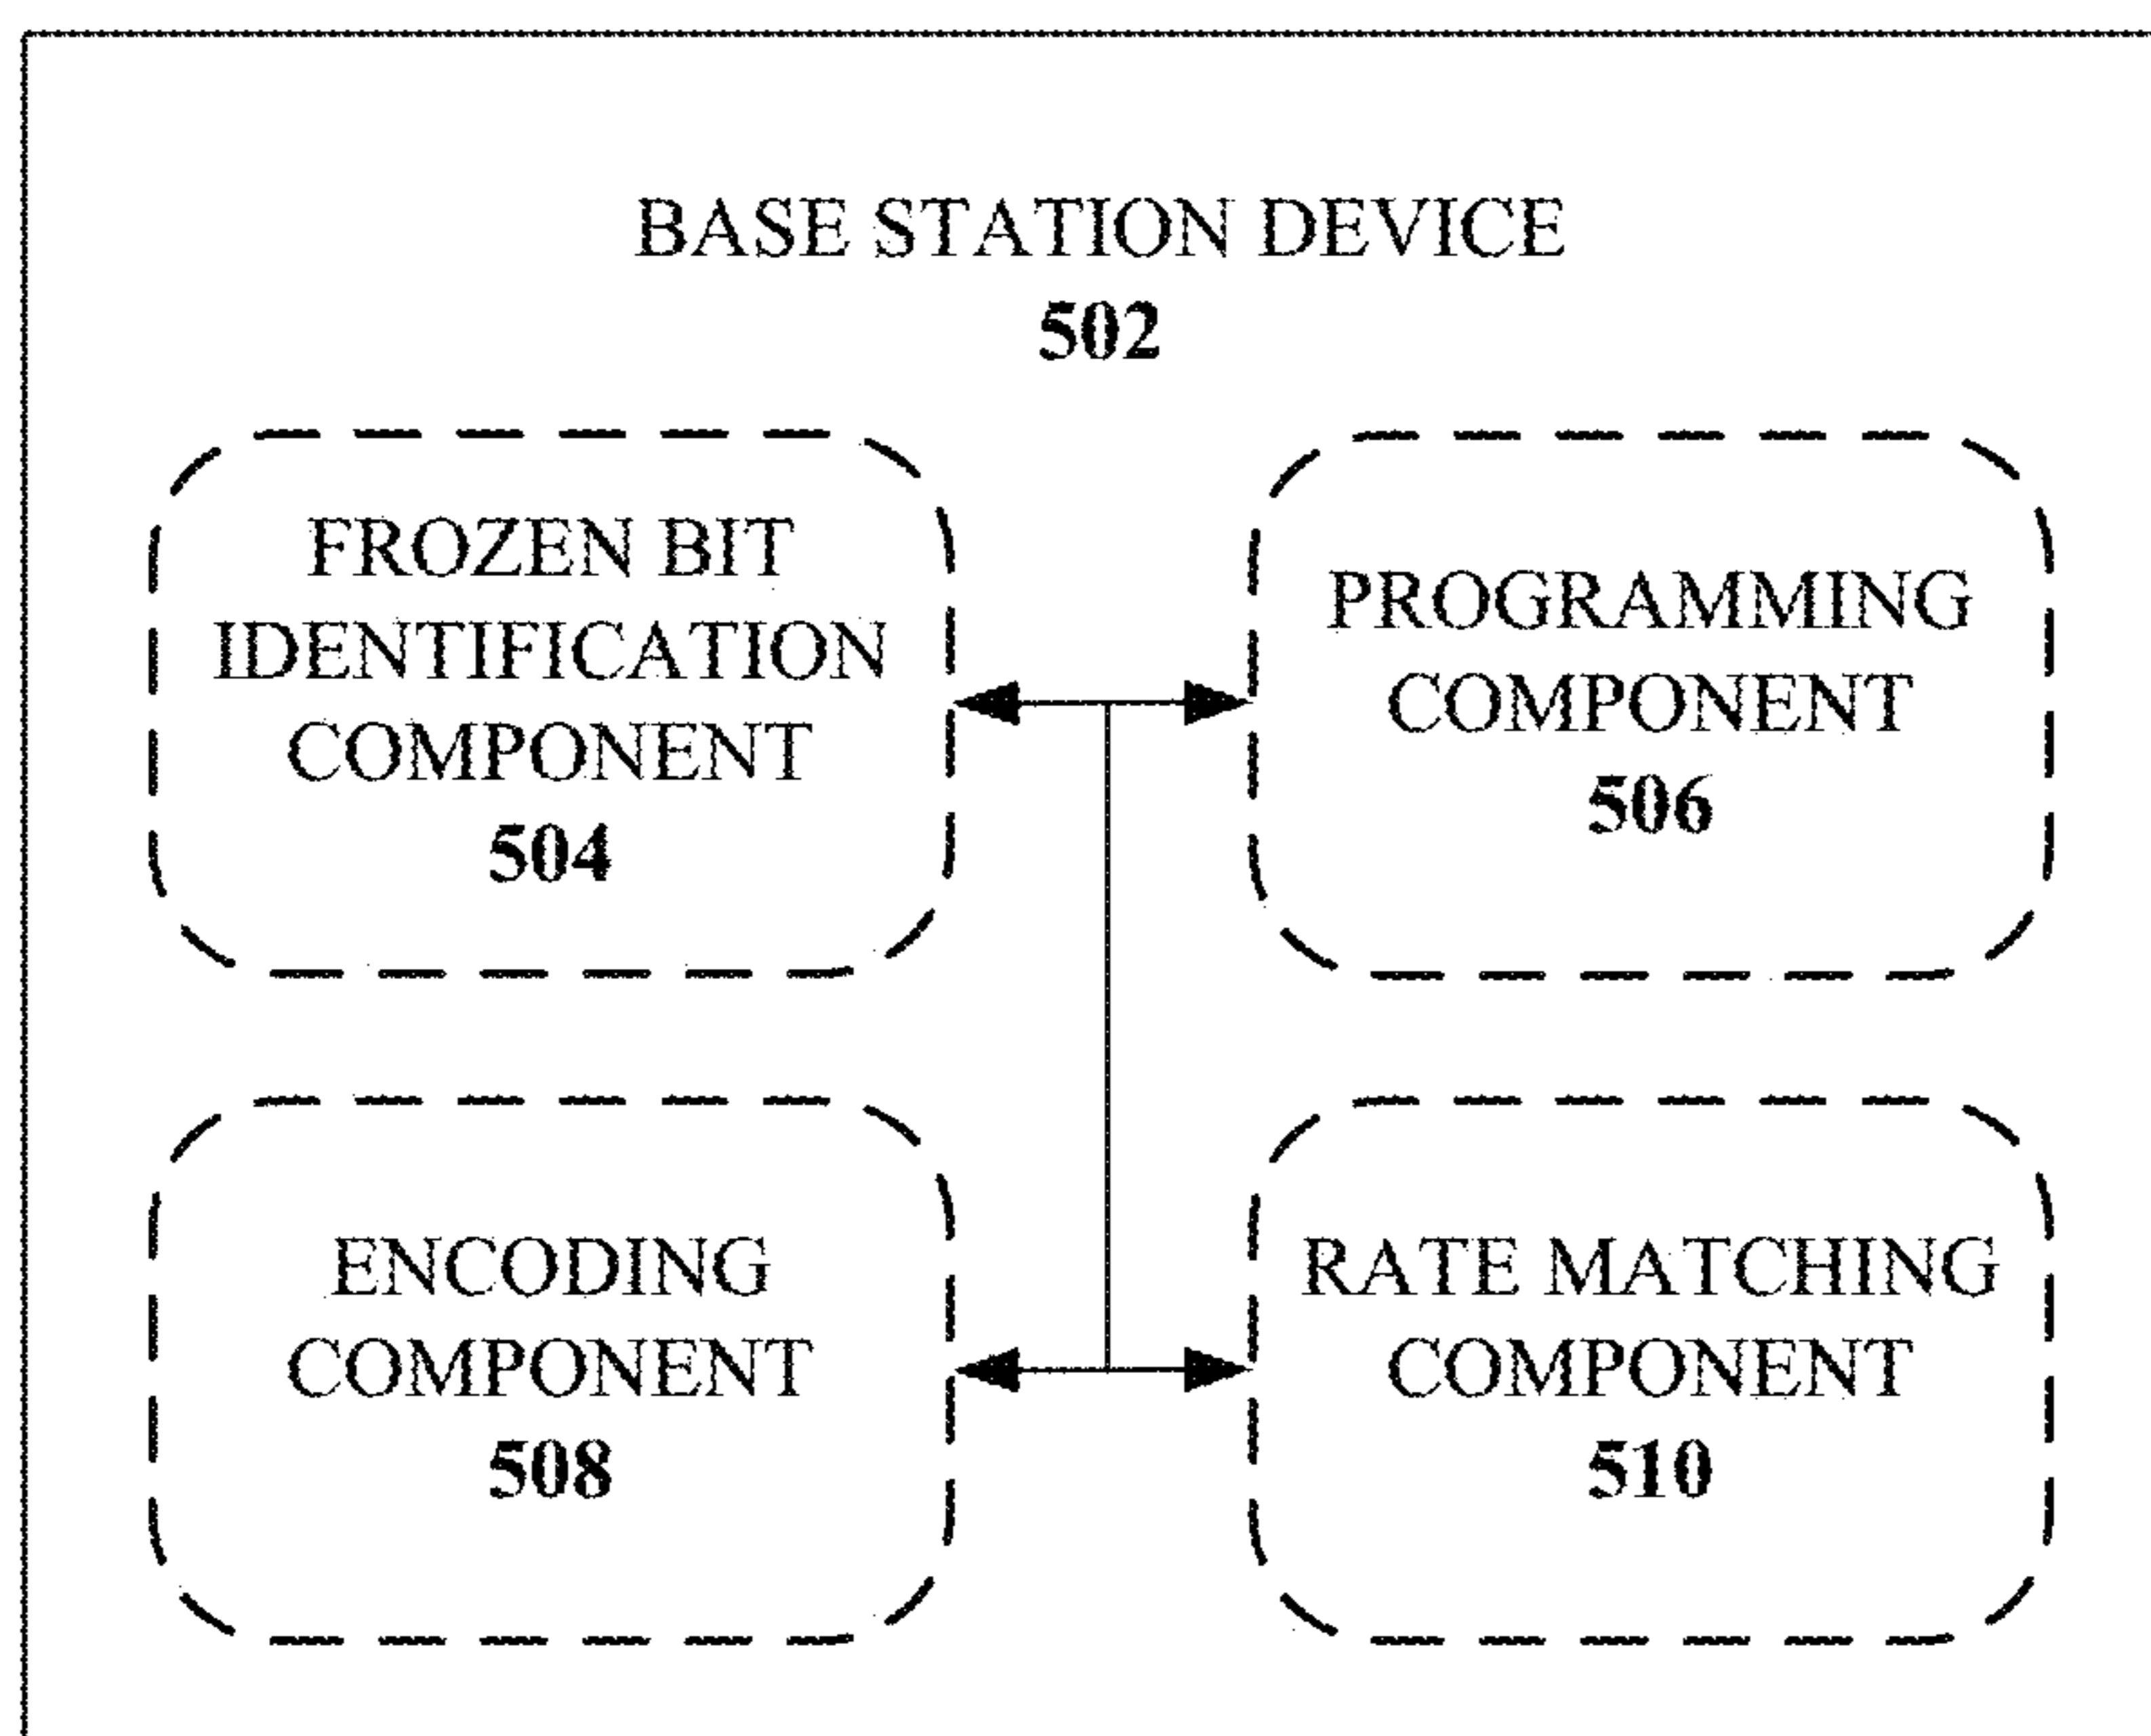 BASE STATION DEVICE
502
FROZEN BIT
IDENTIFICATION
COMPONENT
504
PROGRAMMING
COMPONENT
506
ENCODING
COMPONENT
508
RATE MATCHING
COMPONENT
510